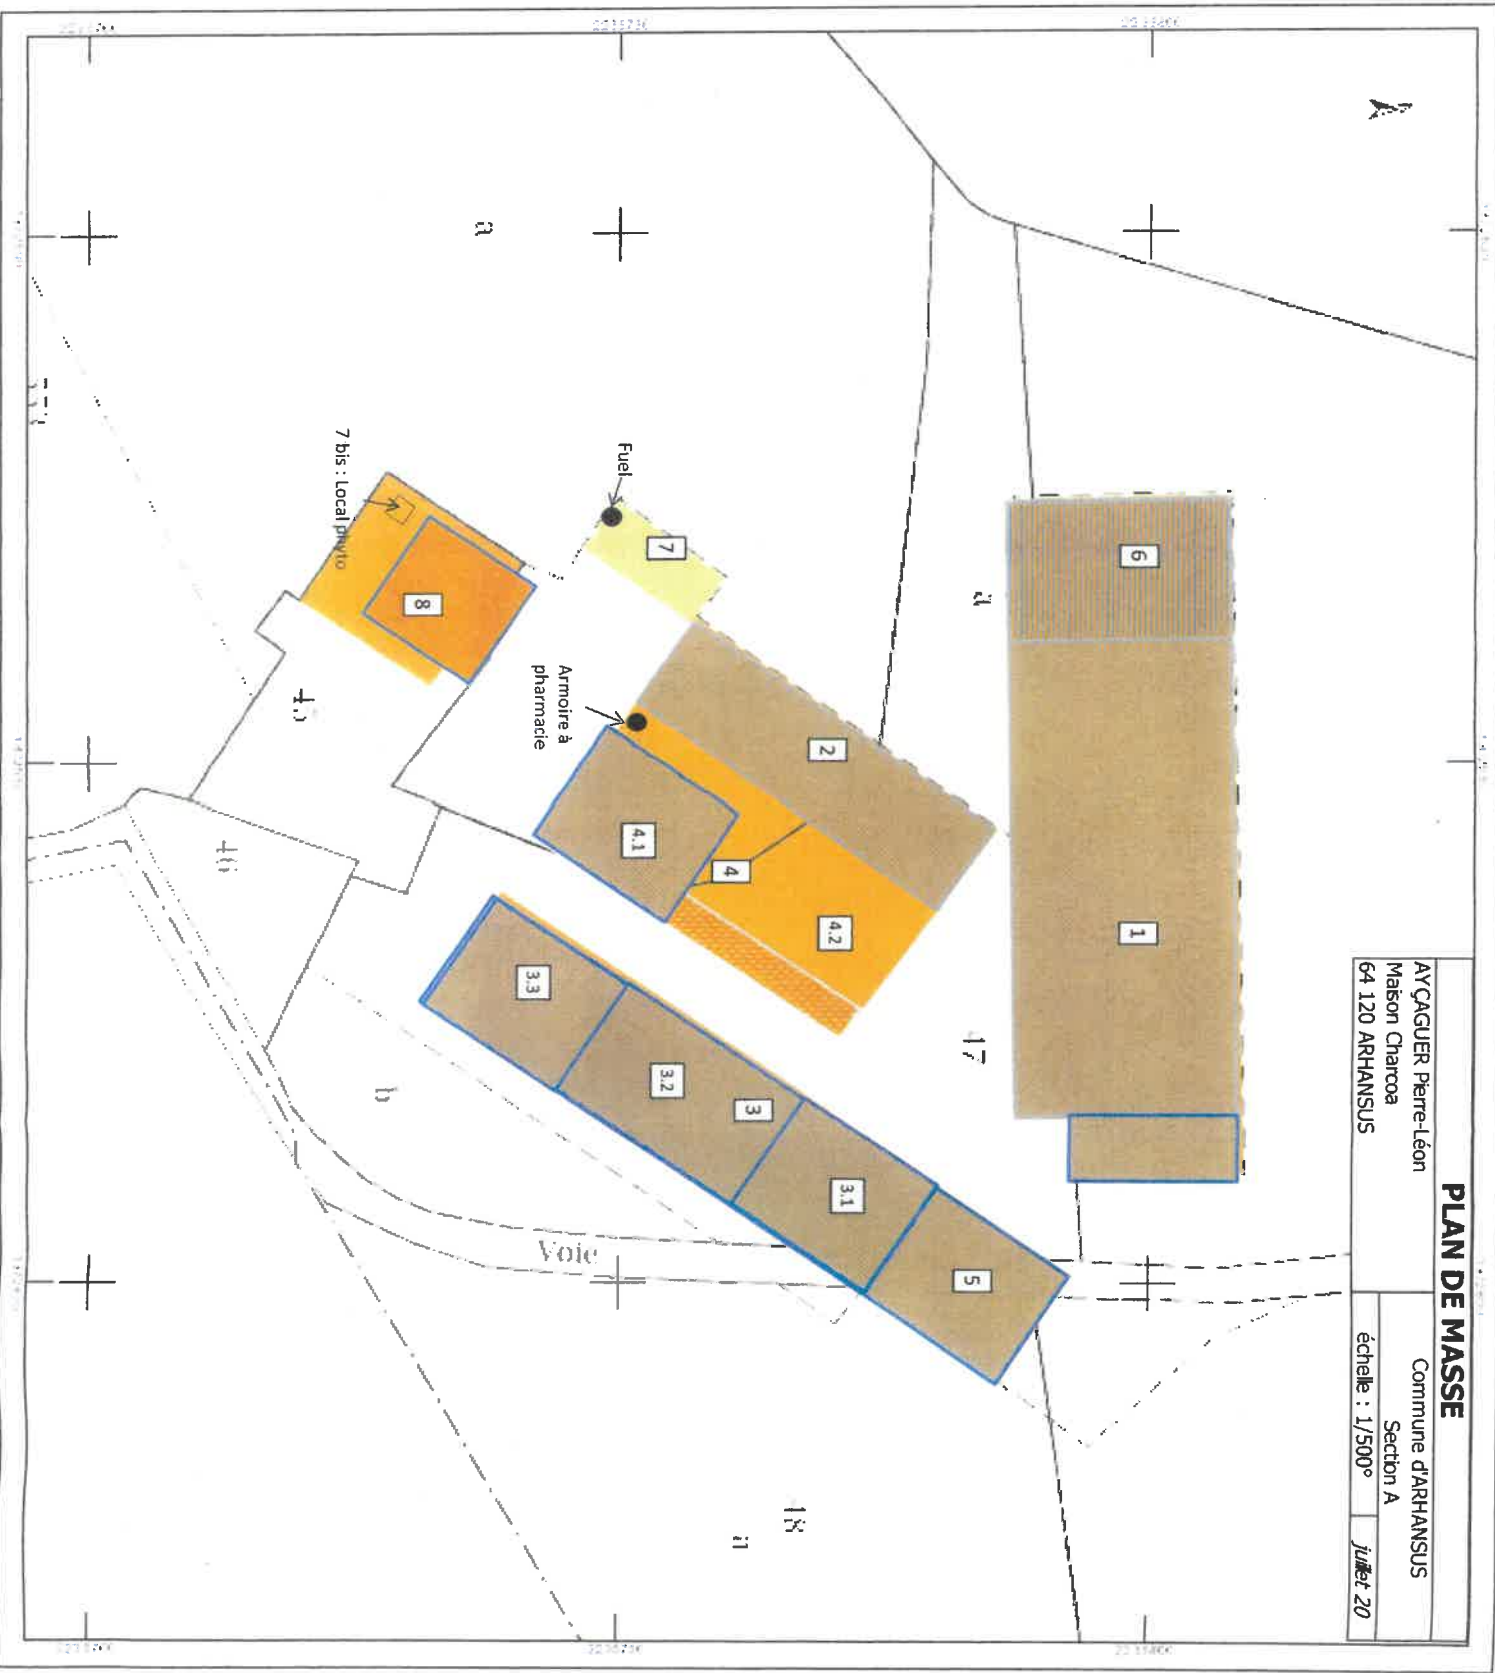 PLAN DE MASSE
AYÇAGUER Pierre-Léon
Maison Charcoa
64 120 ARHANSUS
Commune d'ARHANSUS
Section A
échelle : 1/500°
juillet 20
6
1
a
17
18
a
7
Fuel
2
4.2
4
4.1
Armoire à
pharmacie
5
3.1
3
3.2
3.3
Voie
b
8
7 bis : Local phyto
45
46
a